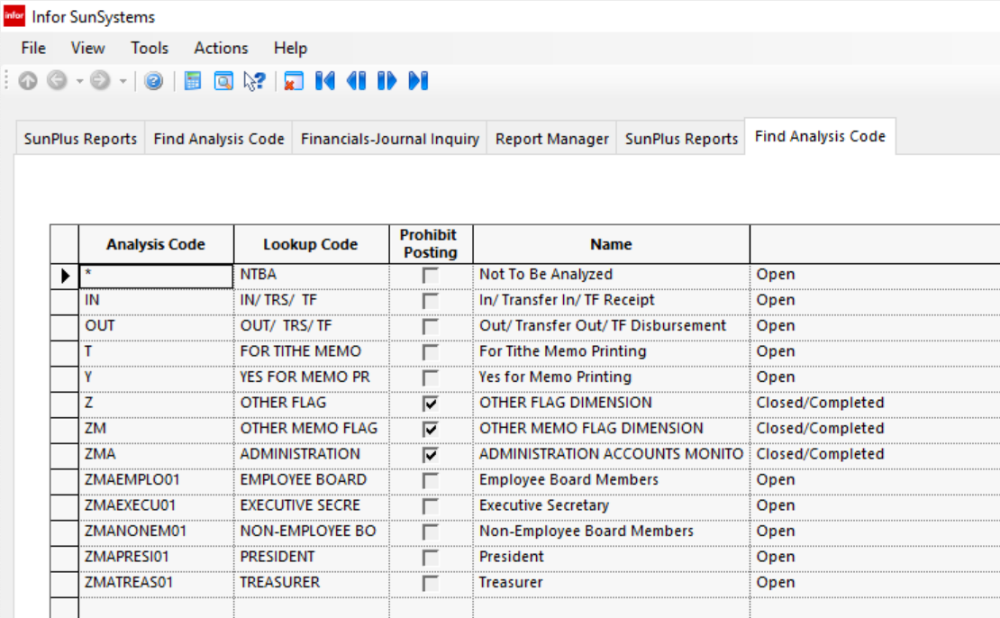 infor Infor SunSystems
File View Tools Actions Help
SunPlus Reports Find Analysis Code Financials-Journal Inquiry Report Manager SunPlus Reports Find Analysis Code
Analysis Code Lookup Code Prohibit Posting Name
* NTBA Not To Be Analyzed Open
IN IN/ TRS/ TF In/ Transfer In/ TF Receipt Open
OUT OUT/ TRS/ TF Out/ Transfer Out/ TF Disbursement Open
T FOR TITHE MEMO For Tithe Memo Printing Open
Y YES FOR MEMO PR Yes for Memo Printing Open
Z OTHER FLAG OTHER FLAG DIMENSION Closed/Completed
ZM OTHER MEMO FLAG OTHER MEMO FLAG DIMENSION Closed/Completed
ZMA ADMINISTRATION ADMINISTRATION ACCOUNTS MONITO Closed/Completed
ZMAEMPLO01 EMPLOYEE BOARD Employee Board Members Open
ZMAEXECU01 EXECUTIVE SECRE Executive Secretary Open
ZMANONEM01 NON-EMPLOYEE BO Non-Employee Board Members Open
ZMAPRESI01 PRESIDENT President Open
ZMATREAS01 TREASURER Treasurer Open